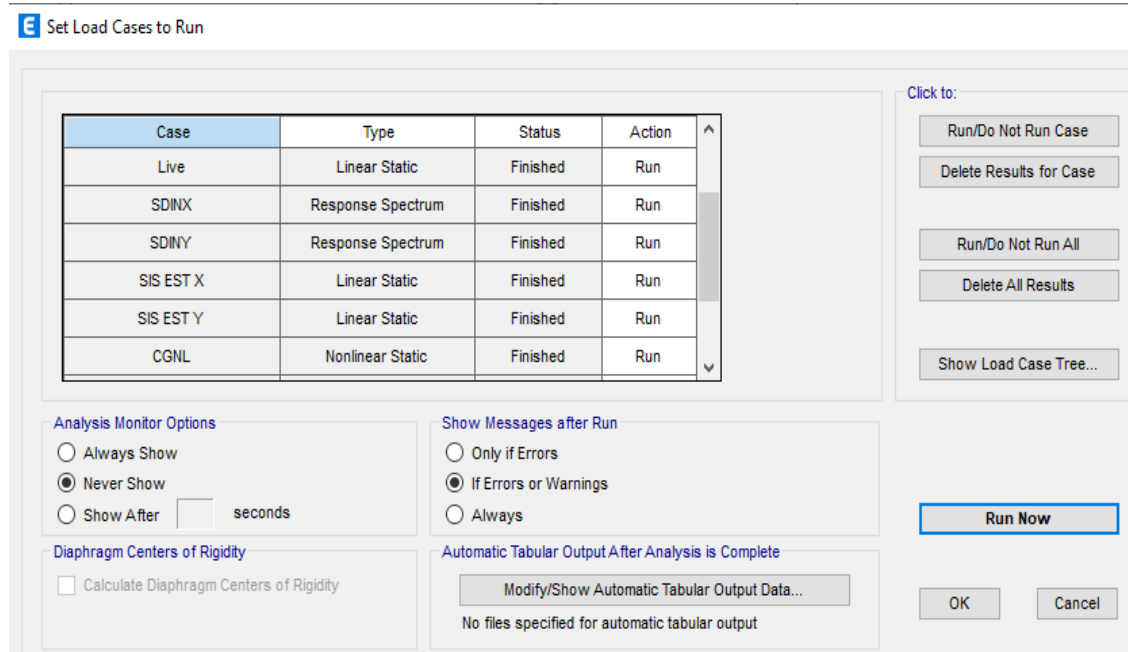 E Set Load Cases to Run
Click to:
Case Type Status Action
Live Linear Static Finished Run
SDINX Response Spectrum Finished Run
SDINY Response Spectrum Finished Run
SIS EST X Linear Static Finished Run
SIS EST Y Linear Static Finished Run
CGNL Nonlinear Static Finished Run
Run/Do Not Run Case
Delete Results for Case
Run/Do Not Run All
Delete All Results
Show Load Case Tree...
Analysis Monitor Options
Always Show
Never Show
Show After seconds
Show Messages after Run
Only if Errors
If Errors or Warnings
Always
Run Now
Diaphragm Centers of Rigidity
Calculate Diaphragm Centers of Rigidity
Automatic Tabular Output After Analysis is Complete
Modify/Show Automatic Tabular Output Data...
No files specified for automatic tabular output
OK Cancel